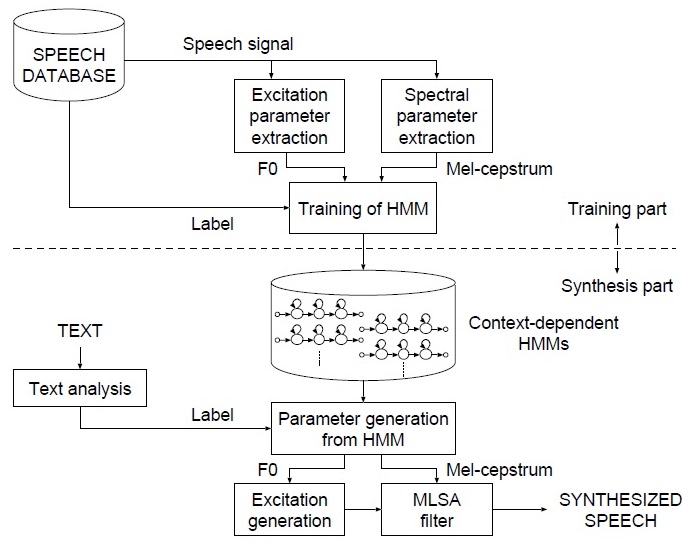 SPEECH
DATABASE
Speech signal
Excitation
parameter
extraction
Spectral
parameter
extraction
F0
Mel-cepstrum
Training of HMM
Label
Training part
Synthesis part
Context-dependent
HMMs
TEXT
Text analysis
Label
Parameter generation
from HMM
F0
Mel-cepstrum
Excitation
generation
MLSA
filter
SYNTHESIZED
SPEECH